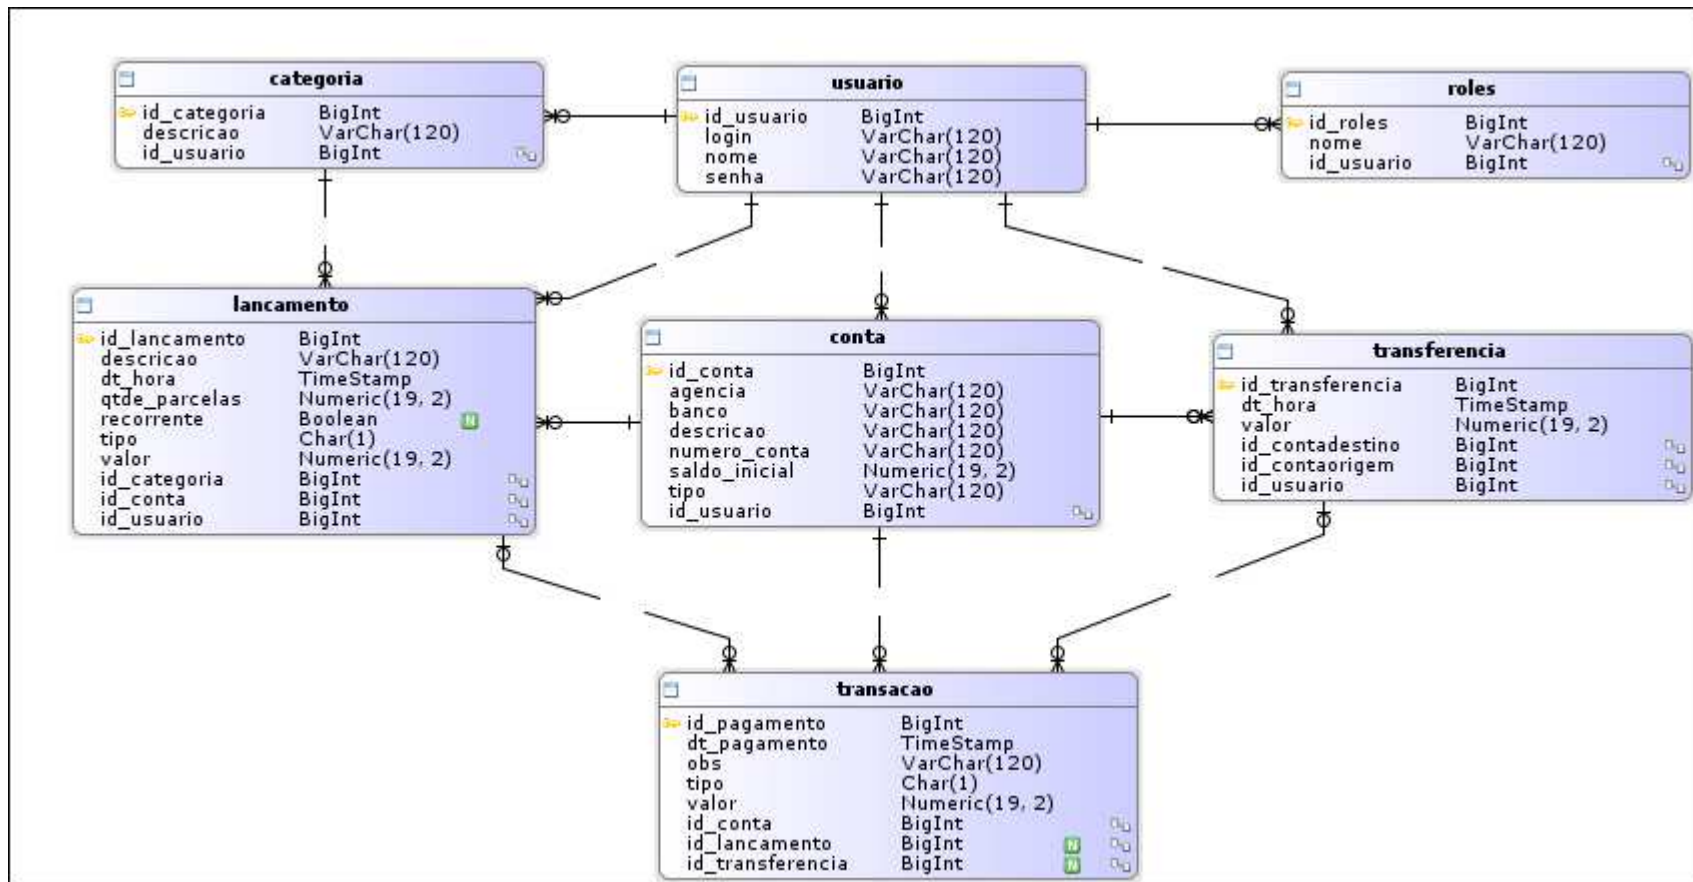 categoria
id_categoria BigInt
descricao VarChar(120)
id_usuario BigInt
usuario
id_usuario BigInt
login VarChar(120)
nome VarChar(120)
senha VarChar(120)
roles
id_roles BigInt
nome VarChar(120)
id_usuario BigInt
lancamento
id_lancamento BigInt
descricao VarChar(120)
dt_hora TimeStamp
qtde_parcelas Numeric(19, 2)
recorrente Boolean N
tipo Char(1)
valor Numeric(19, 2)
id_categoria BigInt
id_conta BigInt
id_usuario BigInt
conta
id_conta BigInt
agencia VarChar(120)
banco VarChar(120)
descricao VarChar(120)
numero_conta VarChar(120)
saldo_inicial Numeric(19, 2)
tipo VarChar(120)
id_usuario BigInt
transferencia
id_transferencia BigInt
dt_hora TimeStamp
valor Numeric(19, 2)
id_contadestino BigInt
id_contaorigem BigInt
id_usuario BigInt
transacao
id_pagamento BigInt
dt_pagamento TimeStamp
obs VarChar(120)
tipo Char(1)
valor Numeric(19, 2)
id_conta BigInt
id_lancamento BigInt N
id_transferencia BigInt N